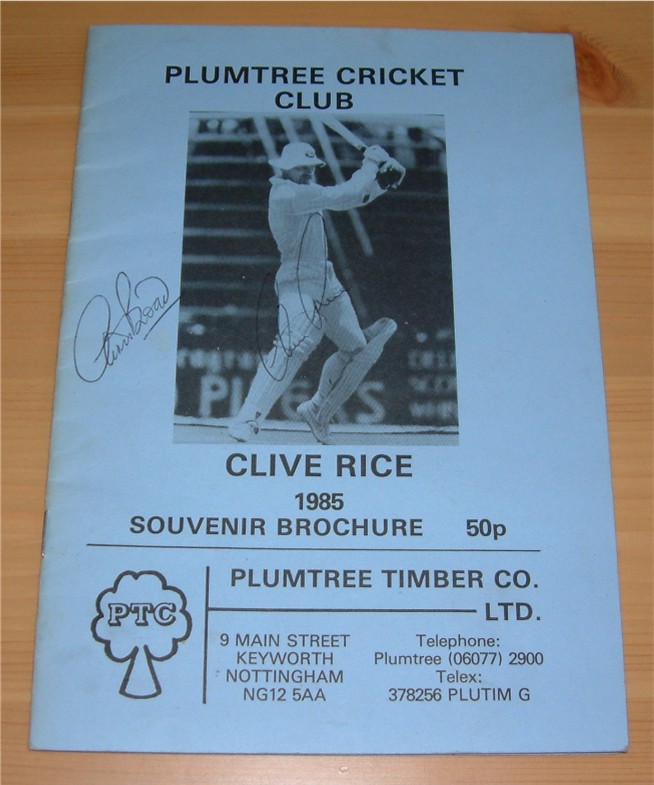 PLUMTREE CRICKET
CLUB
CLIVE RICE
1985
SOUVENIR BROCHURE 50p
PTC
PLUMTREE TIMBER CO.
LTD.
9 MAIN STREET
KEYWORTH
NOTTINGHAM
NG12 5AA
Telephone:
Plumtree (06077) 2900
Telex:
378256 PLUTIM G